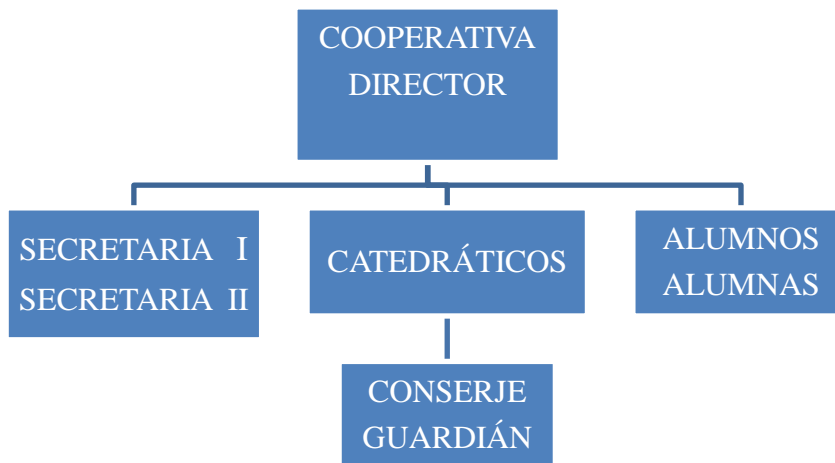 COOPERATIVA
DIRECTOR
SECRETARIA I
SECRETARIA II
CATEDRÁTICOS
ALUMNOS
ALUMNAS
CONSERJE
GUARDIÁN